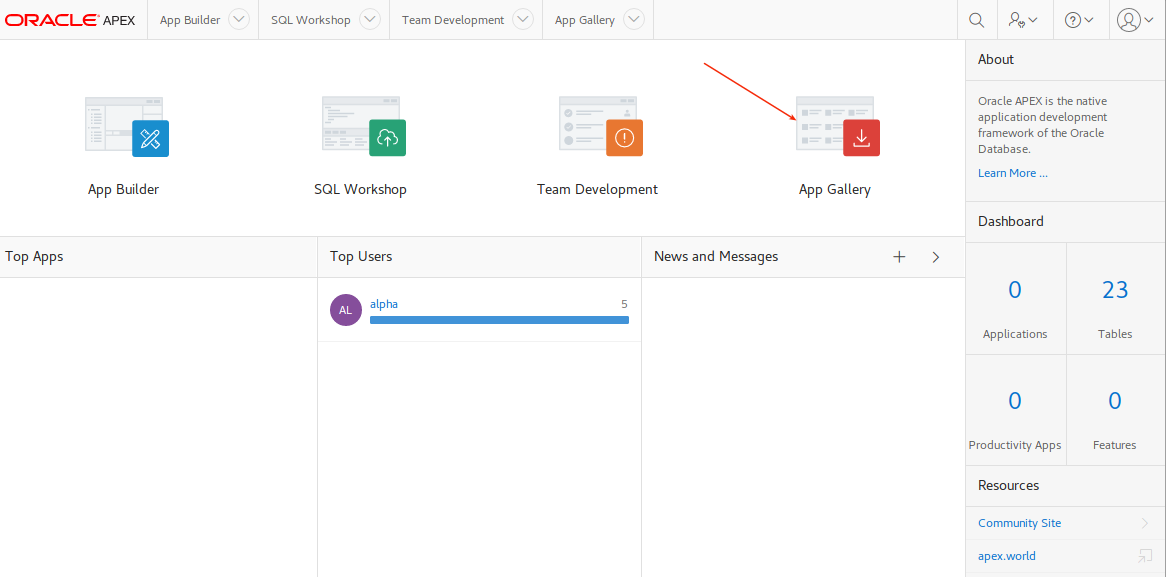 ORACLE APEX
App Builder
SQL Workshop
Team Development
App Gallery
App Builder
SQL Workshop
Team Development
App Gallery
About
Oracle APEX is the native
application development
framework of the Oracle
Database.
Learn More ...
Top Apps
Top Users
AL
alpha
5
News and Messages
Dashboard
0
Applications
23
Tables
0
Productivity Apps
0
Features
Resources
Community Site
apex.world